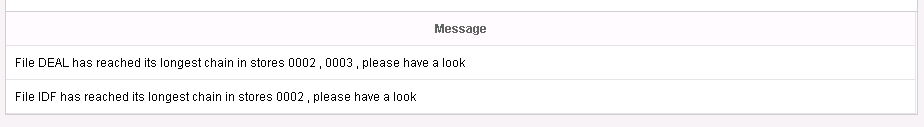 Message
File DEAL has reached its longest chain in stores 0002 , 0003 , please have a look
File IDF has reached its longest chain in stores 0002 , please have a look